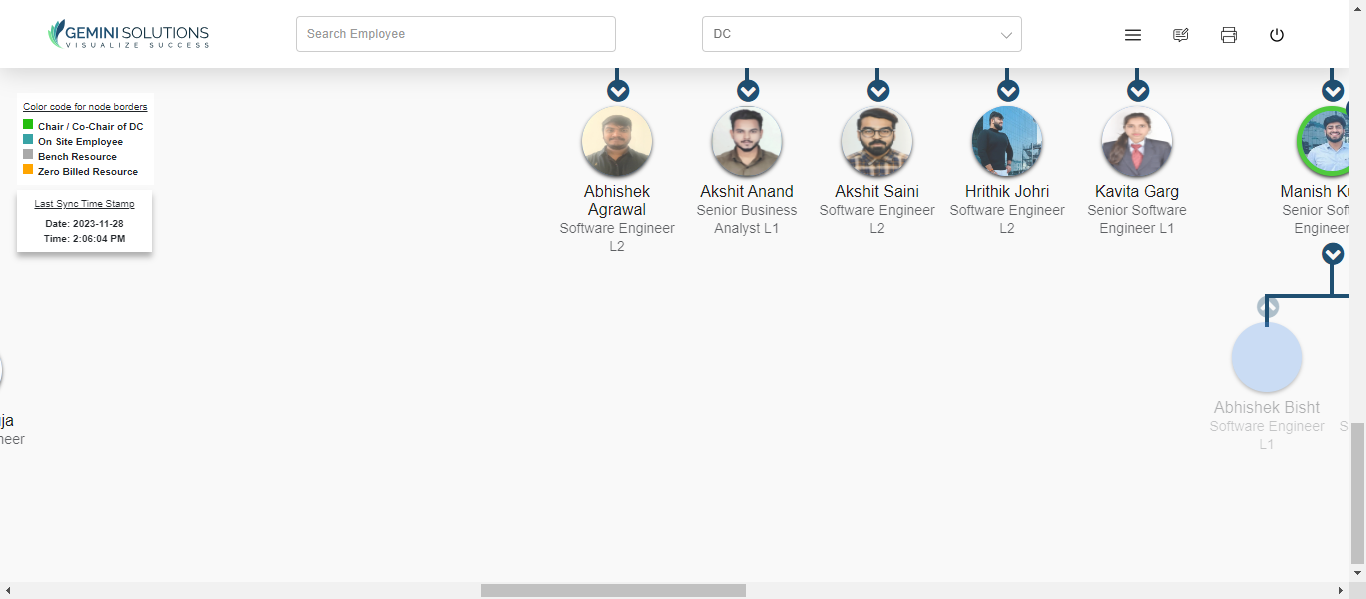 GEMINI SOLUTIONS
VISUALIZE SUCCESS
Search Employee
DC
Color code for node borders
Chair / Co-Chair of DC
On Site Employee
Bench Resource
Zero Billed Resource
Last Sync Time Stamp
Date: 2023-11-28
Time: 2:06:04 PM
Abhishek
Agrawal
Software Engineer
L2
Akshit Anand
Senior Business
Analyst L1
Akshit Saini
Software Engineer
L2
Hrithik Johri
Software Engineer
L2
Kavita Garg
Senior Software
Engineer L1
Manish Ku
Senior Sof
Engineer
Abhishek Bisht
Software Engineer
L1
S
ja
neer